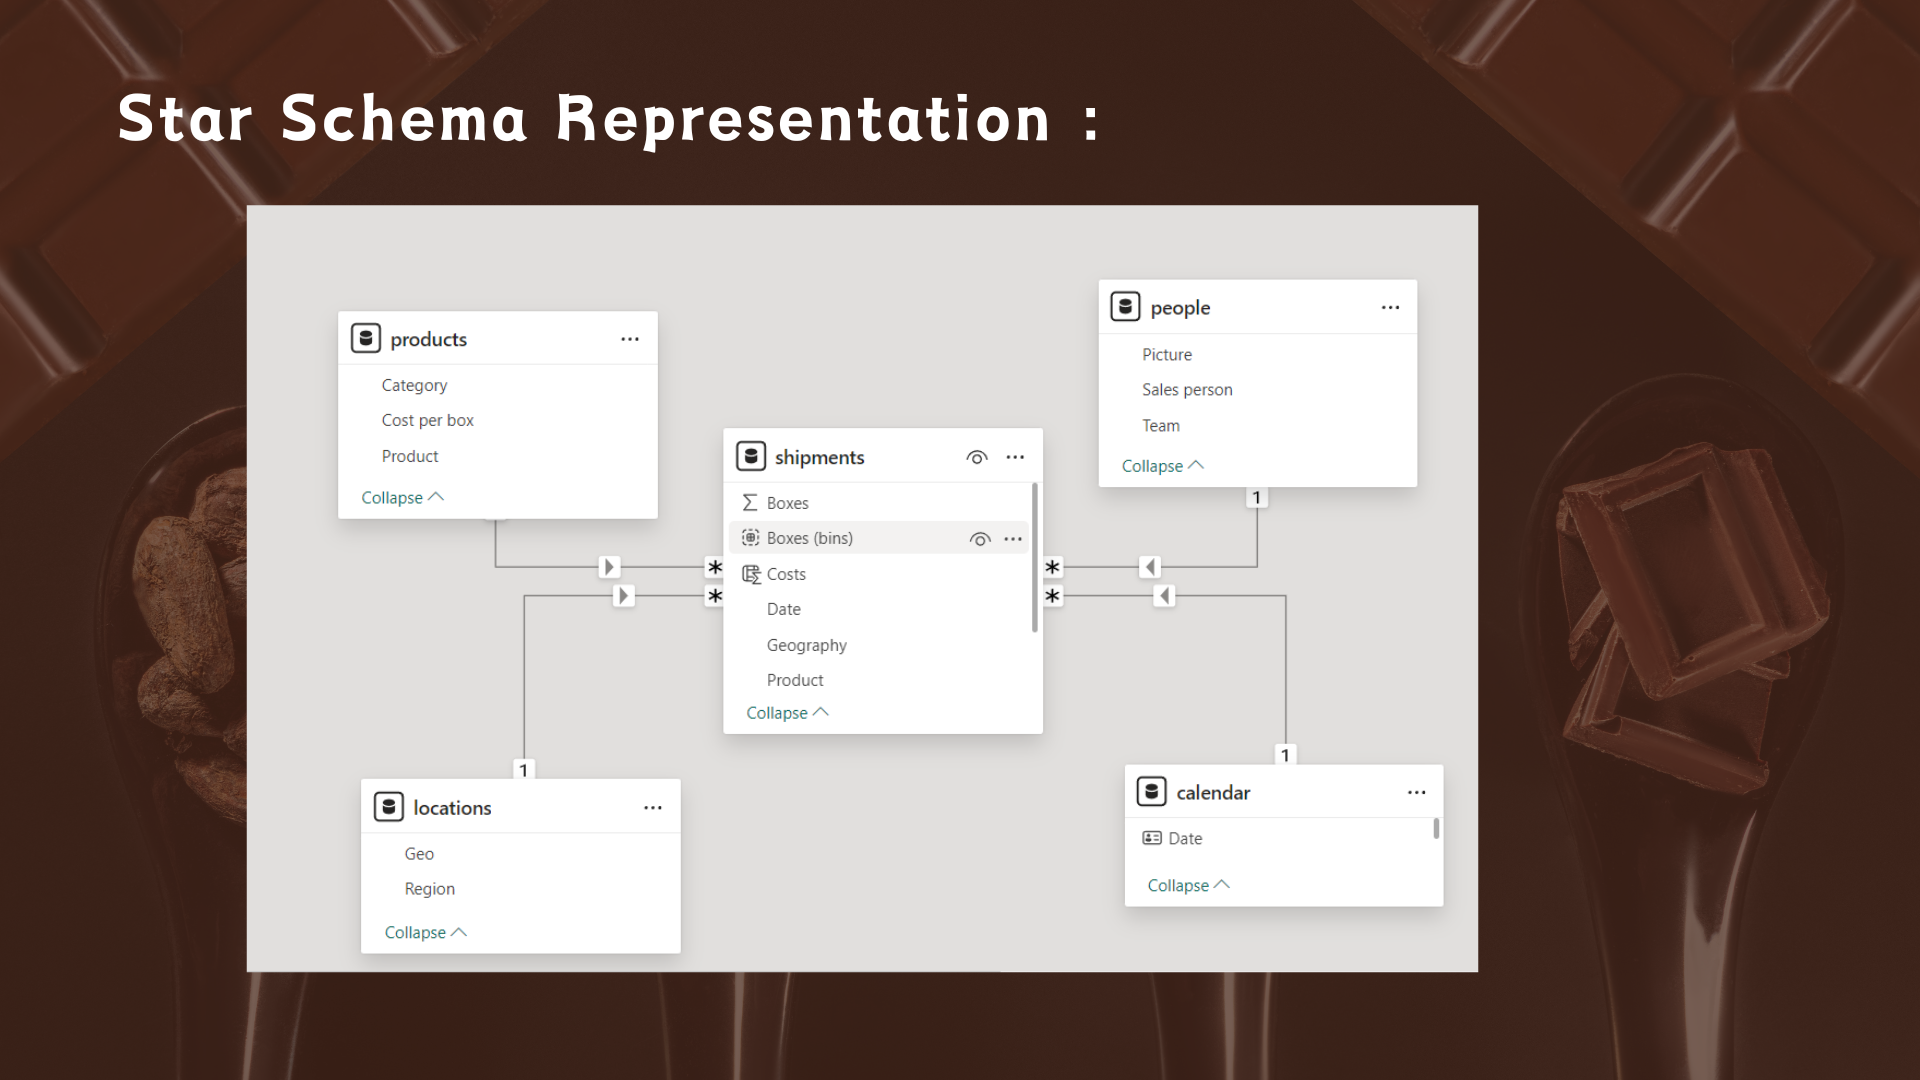 Star Schema Representation :
products
Category
Cost per box
Product
Collapse
people
Picture
Sales person
Team
Collapse
1
shipments
Boxes
Boxes (bins)
Costs
Date
Geography
Product
Collapse
*
*
*
*
1
locations
Geo
Region
Collapse
1
calendar
Date
Collapse